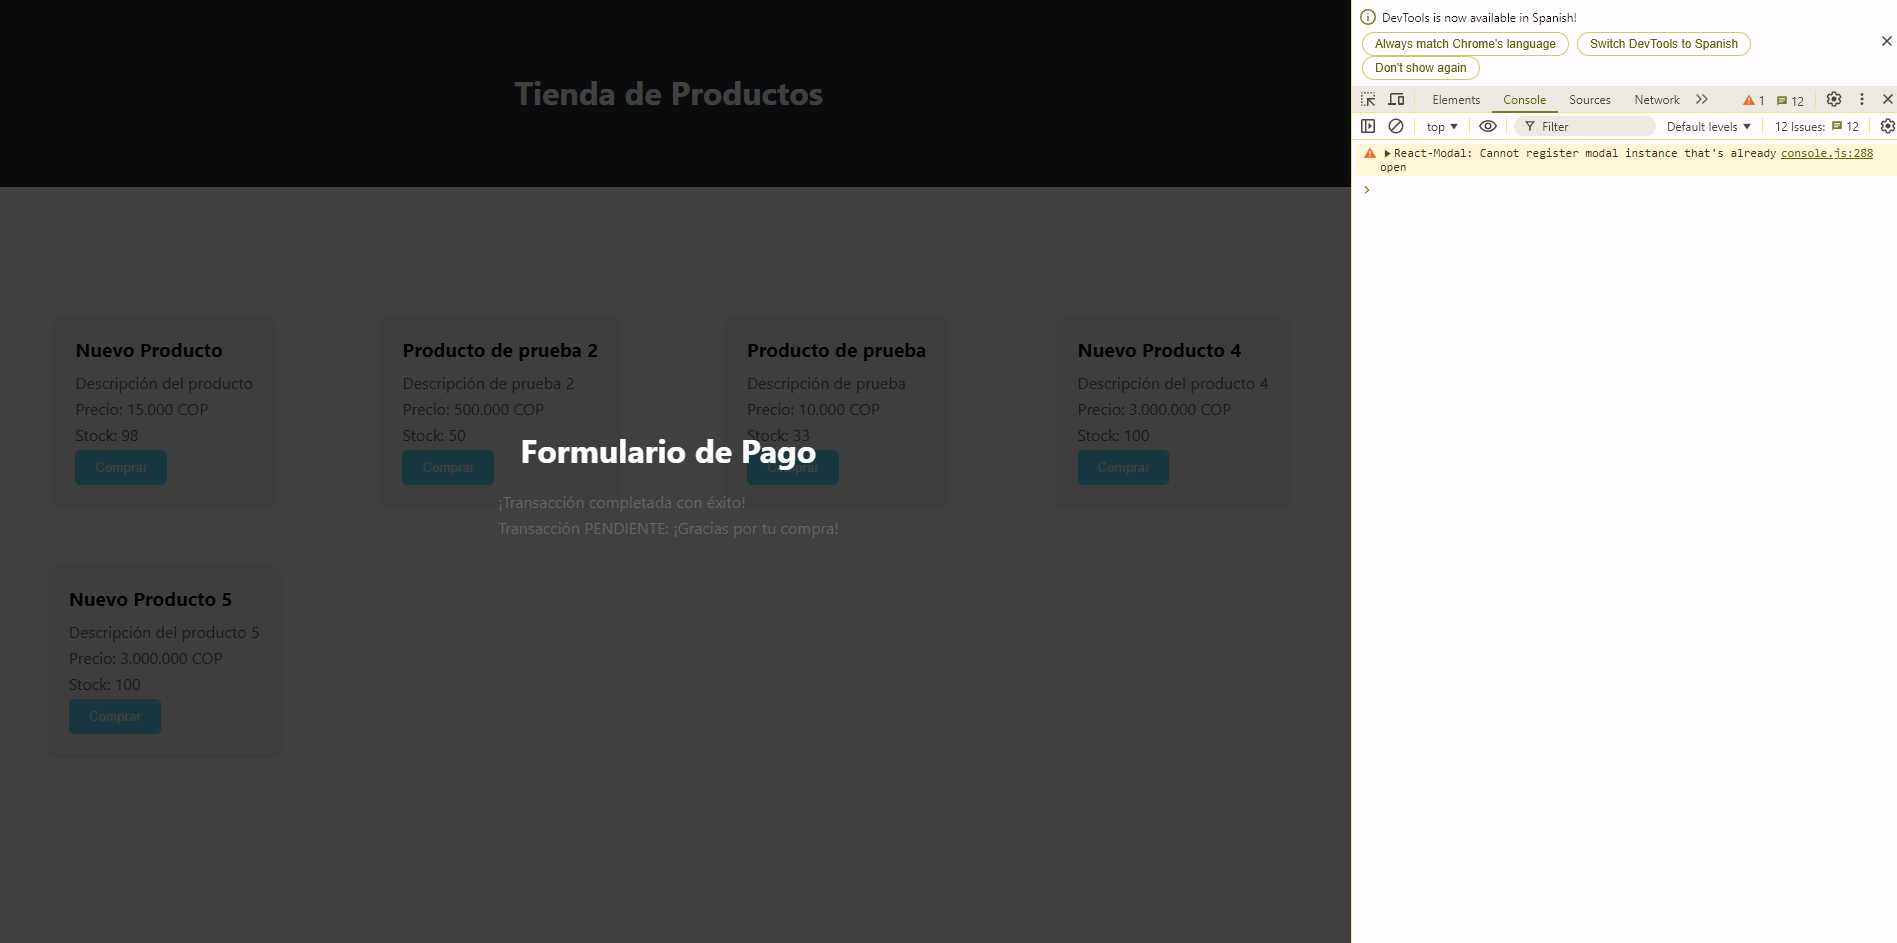 Tienda de Productos
Nuevo Producto
Descripción del producto
Precio: 15.000 COP
Stock: 98
Comprar
Producto de prueba 2
Descripción de prueba 2
Precio: 500.000 COP
Stock: 50
Comprar
Producto de prueba
Descripción de prueba
Precio: 10.000 COP
Stock: 33
Comprar
Nuevo Producto 4
Descripción del producto 4
Precio: 3.000.000 COP
Stock: 100
Comprar
Formulario de Pago
¡Transacción completada con éxito!
Transacción PENDIENTE: ¡Gracias por tu compra!
Nuevo Producto 5
Descripción del producto 5
Precio: 3.000.000 COP
Stock: 100
Comprar
DevTools is now available in Spanish!
Always match Chrome's language
Switch DevTools to Spanish
Don't show again
Elements
Console
Sources
Network
1
12
top
Filter
Default levels
12 Issues:
12
React-Modal: Cannot register modal instance that's already console.js:288
open